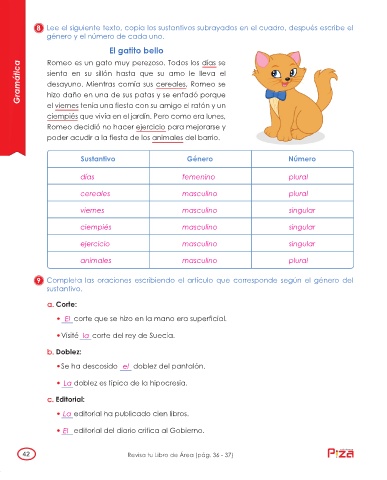 8 Lee el siguiente texto, copia los sustantivos subrayados en el cuadro, después escribe el
género y el número de cada uno.
El gatito bello
Romeo es un gato muy perezoso. Todos los días se
sienta en su sillón hasta que su amo le lleva el
desayuno. Mientras comía sus cereales, Romeo se
hizo daño en una de sus patas y se enfadó porque
el viernes tenía una fiesta con su amigo el ratón y un
ciempiés que vivía en el jardín. Pero como era lunes,
Romeo decidió no hacer ejercicio para mejorarse y
poder acudir a la fiesta de los animales del barrio.
Gramática
Sustantivo Género Número
días femenino plural
cereales masculino plural
viernes masculino singular
ciempiés masculino singular
ejercicio masculino singular
animales masculino plural
9 Completa las oraciones escribiendo el artículo que corresponde según el género del
sustantivo.
a. Corte:
• El corte que se hizo en la mano era superficial.
• Visité la corte del rey de Suecia.
b. Doblez:
• Se ha descosido el doblez del pantalón.
• La doblez es típica de la hipocresía.
c. Editorial:
• La editorial ha publicado cien libros.
• El editorial del diario critica al Gobierno.
42 Revisa tu Libro de Área (pág. 36 - 37)